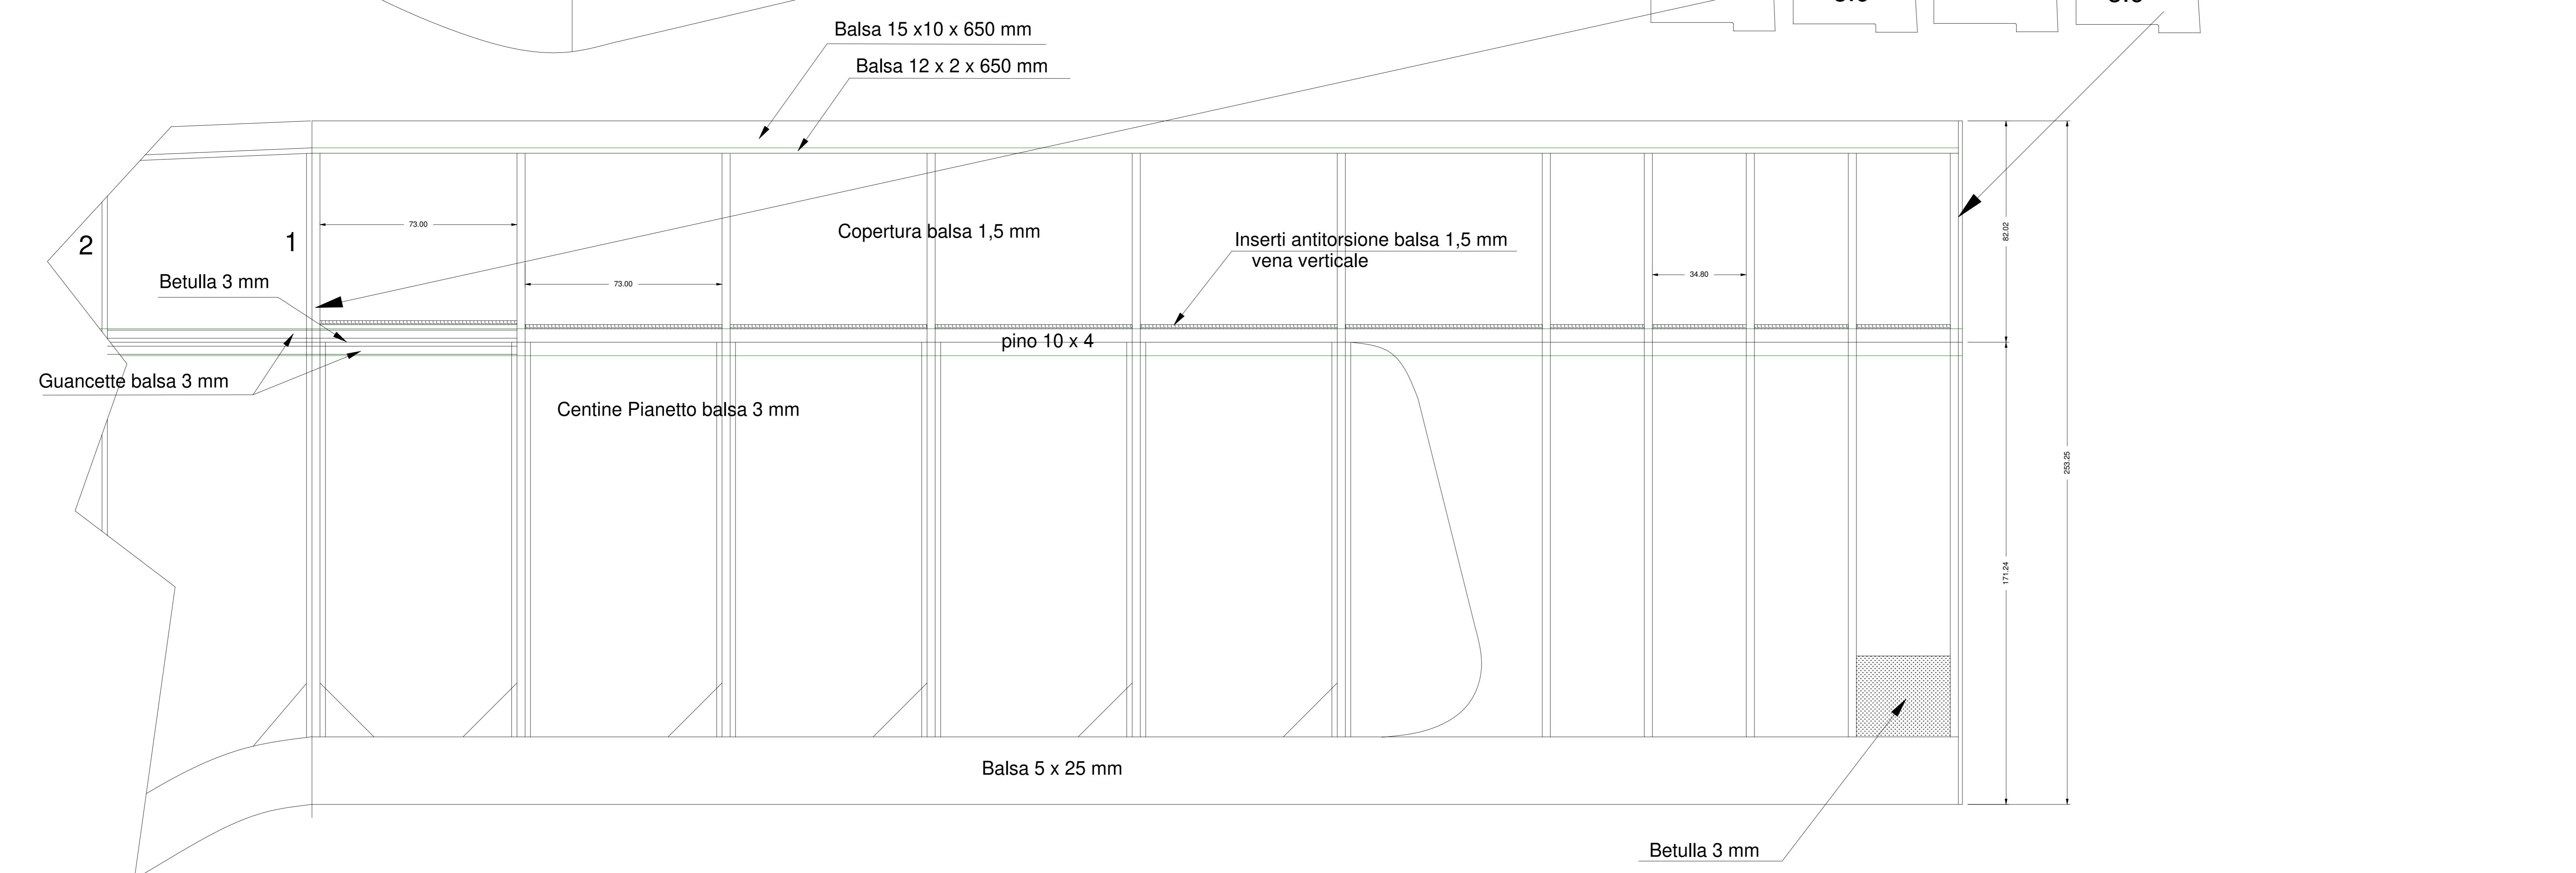 Balsa 15 x10 x 650 mm
Balsa 12 x 2 x 650 mm
2
1
73.00
Copertura balsa 1,5 mm
Inserti antitorsione balsa 1,5 mm
vena verticale
82.02
Betulla 3 mm
73.00
34.80
pino 10 x 4
Guancette balsa 3 mm
Centine Pianetto balsa 3 mm
253.25
171.24
Balsa 5 x 25 mm
Betulla 3 mm